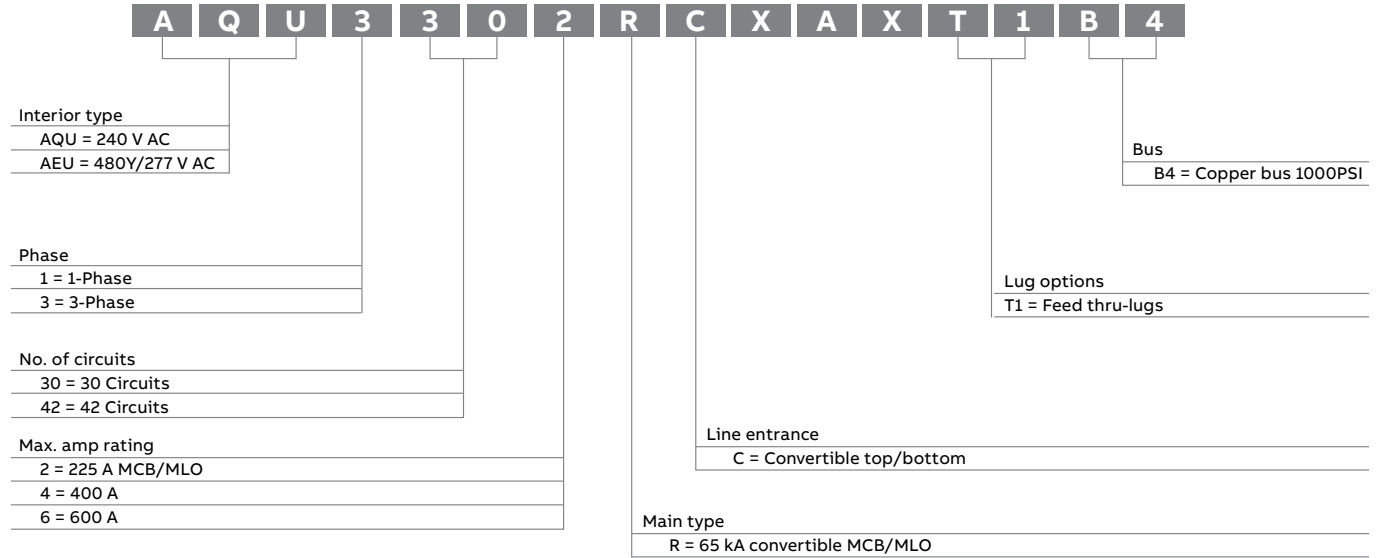 A Q U 3 3 0 2 R C X A X T 1 B 4
Interior type
AQU = 240 V AC
AEU = 480Y/277 V AC
Bus
B4 = Copper bus 1000PSI
Phase
1 = 1-Phase
3 = 3-Phase
Lug options
T1 = Feed thru-lugs
No. of circuits
30 = 30 Circuits
42 = 42 Circuits
Max. amp rating
2 = 225 A MCB/MLO
4 = 400 A
6 = 600 A
Line entrance
C = Convertible top/bottom
Main type
R = 65 kA convertible MCB/MLO